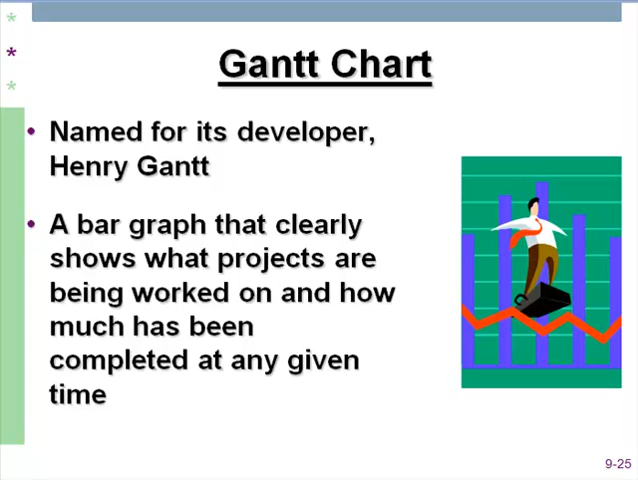 *
*
*
Gantt Chart
• Named for its developer,
Henry Gantt
• A bar graph that clearly
shows what projects are
being worked on and how
much has been
completed at any given
time
9-25